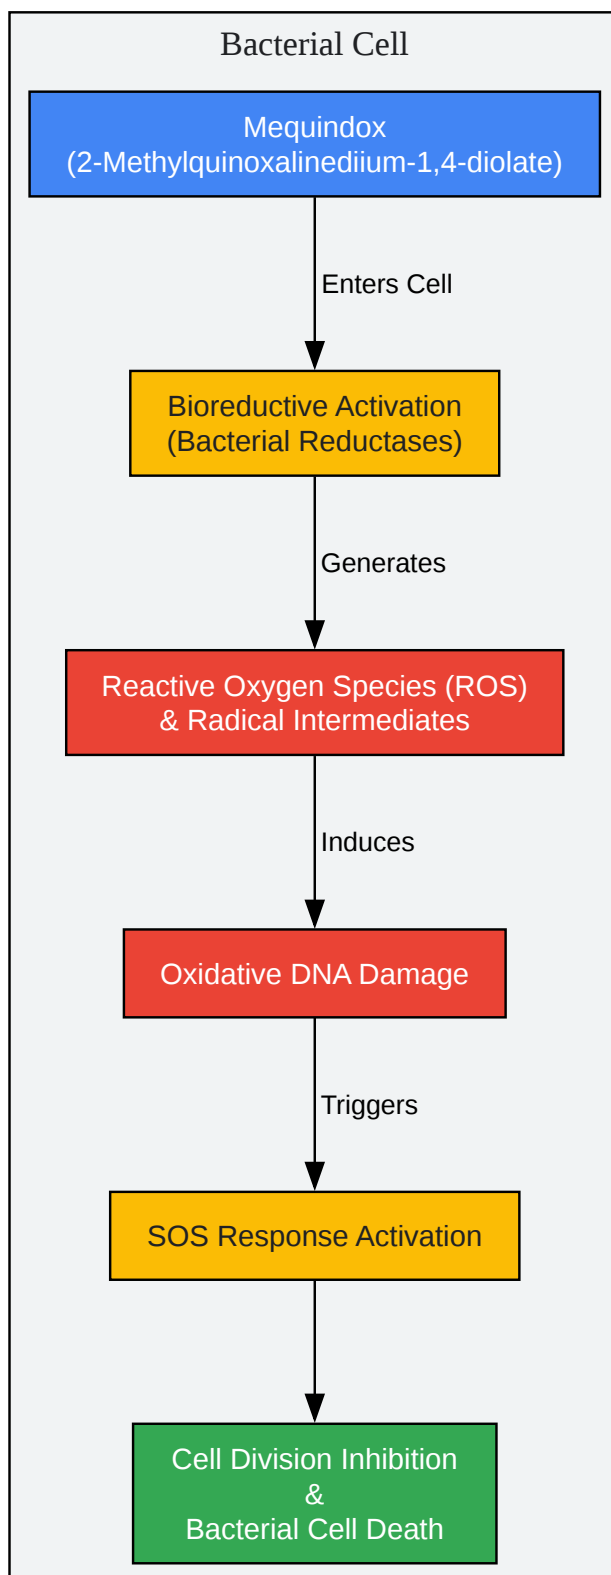 Bacterial Cell
Mequindox
(2-Methylquinoxalinediium-1,4-diolate)
Enters Cell
Bioreductive Activation
(Bacterial Reductases)
Generates
Reactive Oxygen Species (ROS)
& Radical Intermediates
Induces
Oxidative DNA Damage
Triggers
SOS Response Activation
Cell Division Inhibition
&
Bacterial Cell Death